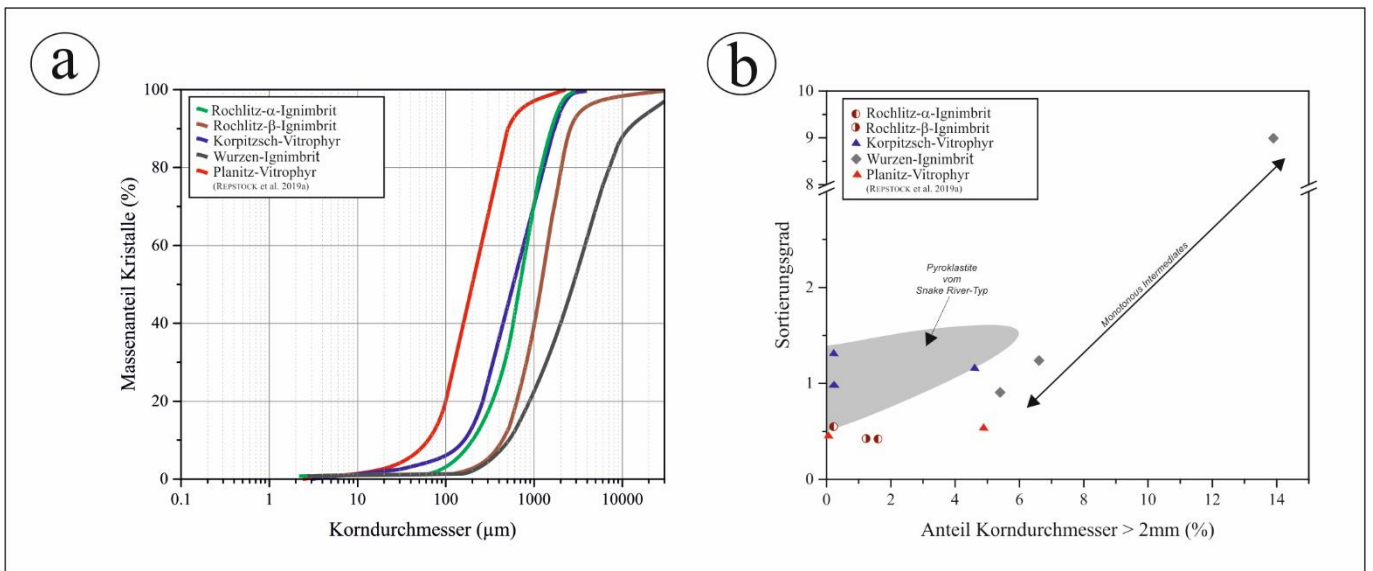 a
100
80
60
40
20
0
Massenanteil Kristalle (%)
Rochlitz-α-Ignimbrit
Rochlitz-β-Ignimbrit
Korpitzsch-Vitrophyr
Wurzen-Ignimbrit
Planitz-Vitrophyr
(REPSTOCK et al. 2019a)
0.1 1 10 100 1000 10000
Korndurchmesser (µm)
b
10
9
8
2
1
0
Sortierungsgrad
Rochlitz-α-Ignimbrit
Rochlitz-β-Ignimbrit
Korpitzsch-Vitrophyr
Wurzen-Ignimbrit
Planitz-Vitrophyr
(REPSTOCK et al. 2019a)
Pyroklastite
vom
Snake River-Typ
Monotonous Intermediates
0 2 4 6 8 10 12 14
Anteil Korndurchmesser > 2mm (%)